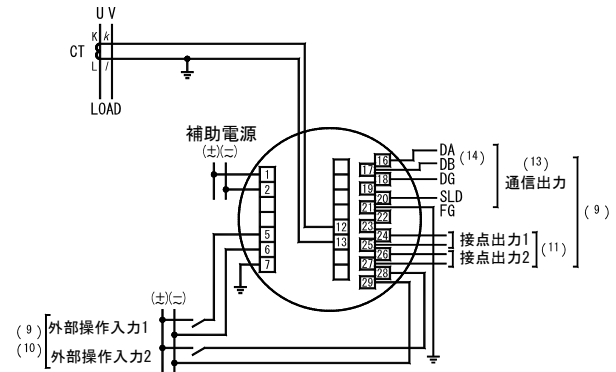 U V
K k
CT
L l
LOAD
補助電源
(±)(−)
1
2
5
6
7
12
13
16
17
18
19
20
21
22
23
24
25
26
27
28
29
DA
DB
(14)
DG
SLD
FG
(13)
通信出力
(9)
接点出力1
接点出力2
(11)
(±)(−)
(9)
(10)
外部操作入力1
外部操作入力2